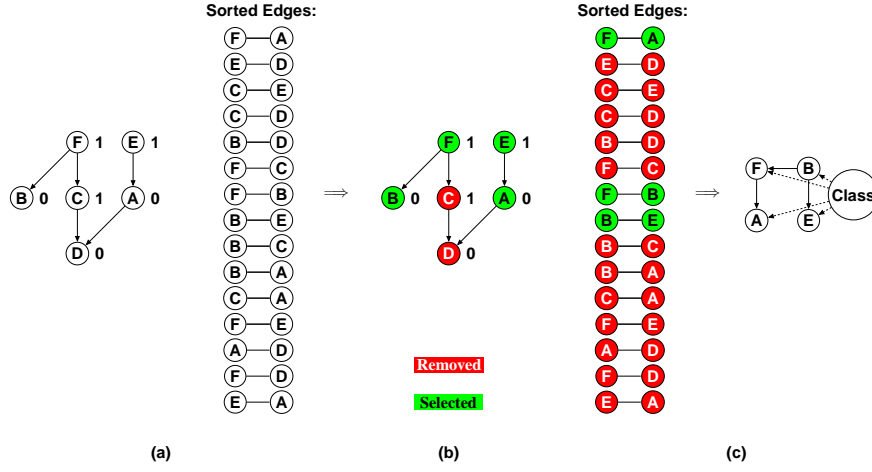 Sorted Edges:
Sorted Edges:
F A
E D
C E
C D
B D
F C
F B
B E
B C
B A
C A
F E
A D
F D
E A
F 1 E 1
B 0 C 1 A 0
D 0
⇒
F 1 E 1
B 0 C 1 A 0
D 0
Removed
Selected
F A
E D
C E
C D
B D
F C
F B
B E
B C
B A
C A
F E
A D
F D
E A
⇒
F B
Class
A E
(a) (b) (c)